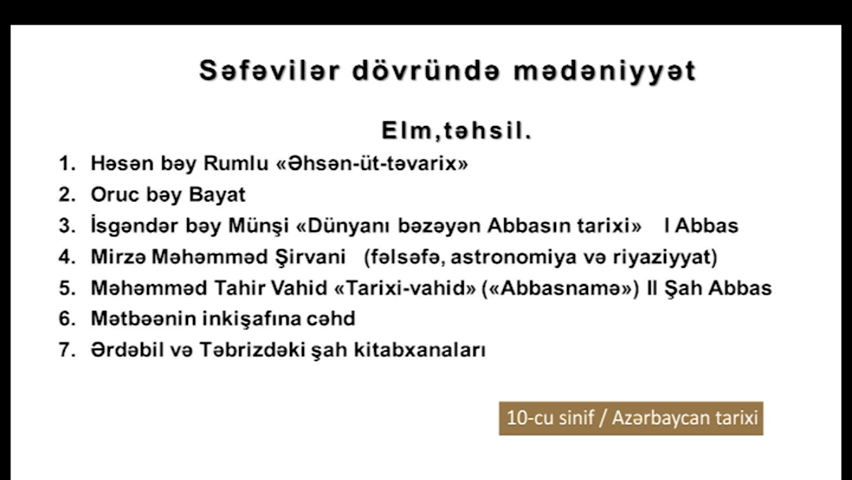 Səfəvilər dövründə mədəniyyət
Elm,təhsil.
1. Həsən bəy Rumlu «Əhsən-üt-təvarix»
2. Oruc bəy Bayat
3. İsgəndər bəy Münşi «Dünyanı bəzəyən Abbasın tarixi» I Abbas
4. Mirzə Məhəmməd Şirvani (fəlsəfə, astronomiya və riyaziyyat)
5. Məhəmməd Tahir Vahid «Tarixi-vahid» («Abbasnamə») II Şah Abbas
6. Mətbəənin inkişafına cəhd
7. Ərdəbil və Təbrizdəki şah kitabxanaları
10-cu sinif / Azərbaycan tarixi